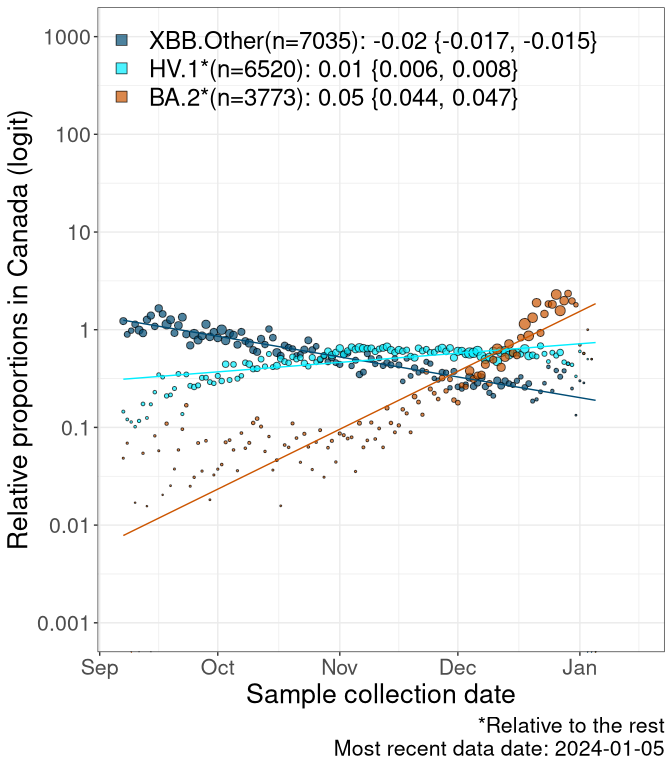 XBB.Other(n=7035): -0.02 {-0.017, -0.015}
HV.1*(n=6520): 0.01 {0.006, 0.008}
BA.2*(n=3773): 0.05 {0.044, 0.047}
Relative proportions in Canada (logit)
1000
100
10
1
0.1
0.01
0.001
Sep Oct Nov Dec Jan
Sample collection date
*Relative to the rest
Most recent data date: 2024-01-05